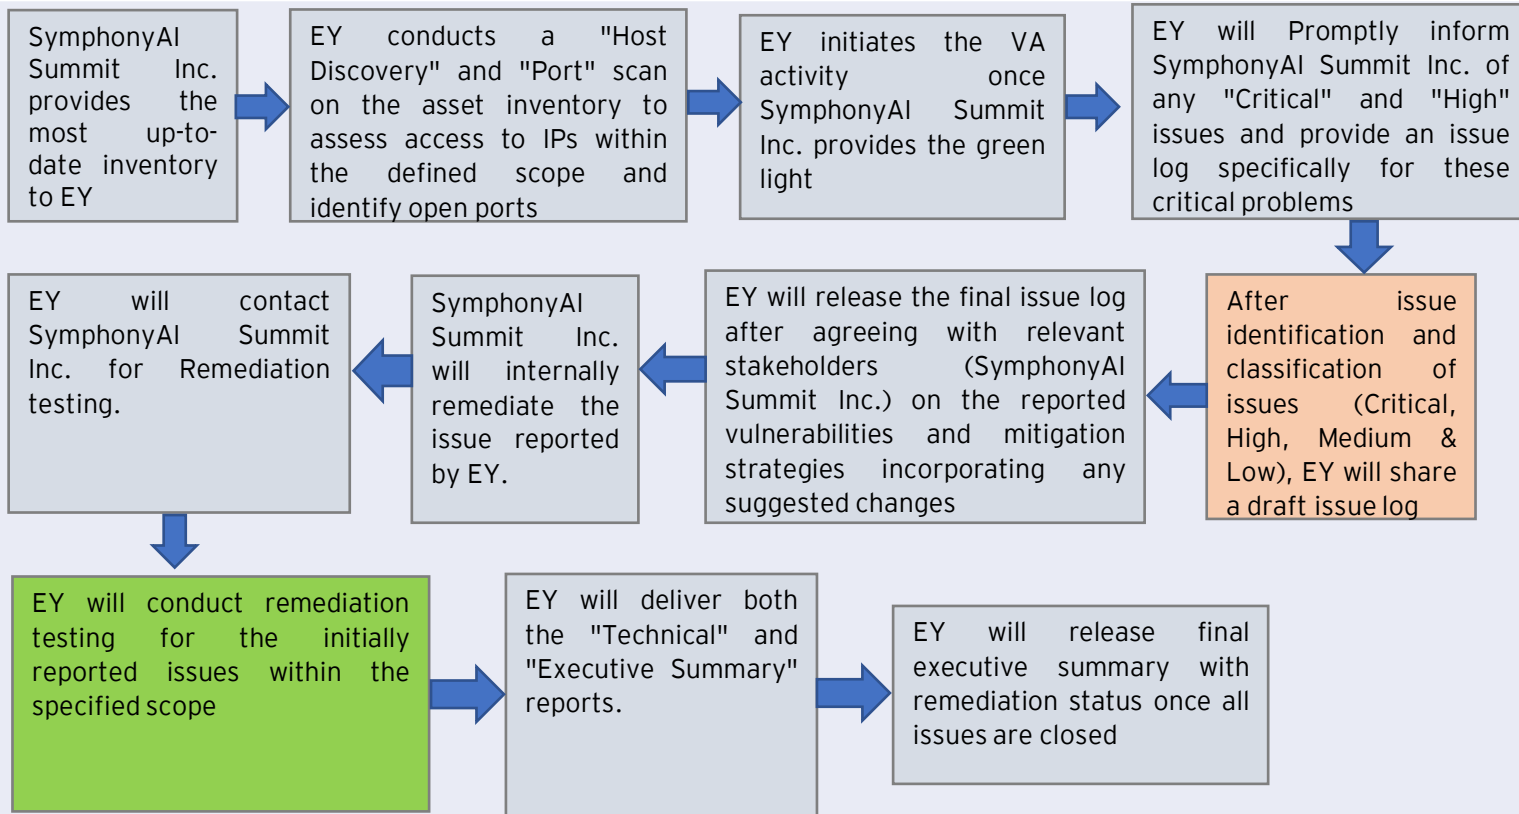 SymphonyAI
Summit Inc.
provides the
most up-to-
date inventory
to EY
EY conducts a "Host
Discovery" and "Port" scan
on the asset inventory to
assess access to IPs within
the defined scope and
identify open ports
EY initiates the VA
activity once
SymphonyAI Summit
Inc. provides the green
light
EY will Promptly inform
SymphonyAI Summit Inc. of
any "Critical" and "High"
issues and provide an issue
log specifically for these
critical problems
After issue
identification and
classification of
issues (Critical,
High, Medium &
Low), EY will share
a draft issue log
EY will release the final issue log
after agreeing with relevant
stakeholders (SymphonyAI
Summit Inc.) on the reported
vulnerabilities and mitigation
strategies incorporating any
suggested changes
SymphonyAI
Summit Inc.
will internally
remediate the
issue reported
by EY.
EY will contact
SymphonyAI Summit
Inc. for Remediation
testing.
EY will conduct remediation
testing for the initially
reported issues within the
specified scope
EY will deliver both
the "Technical" and
"Executive Summary"
reports.
EY will release final
executive summary with
remediation status once all
issues are closed